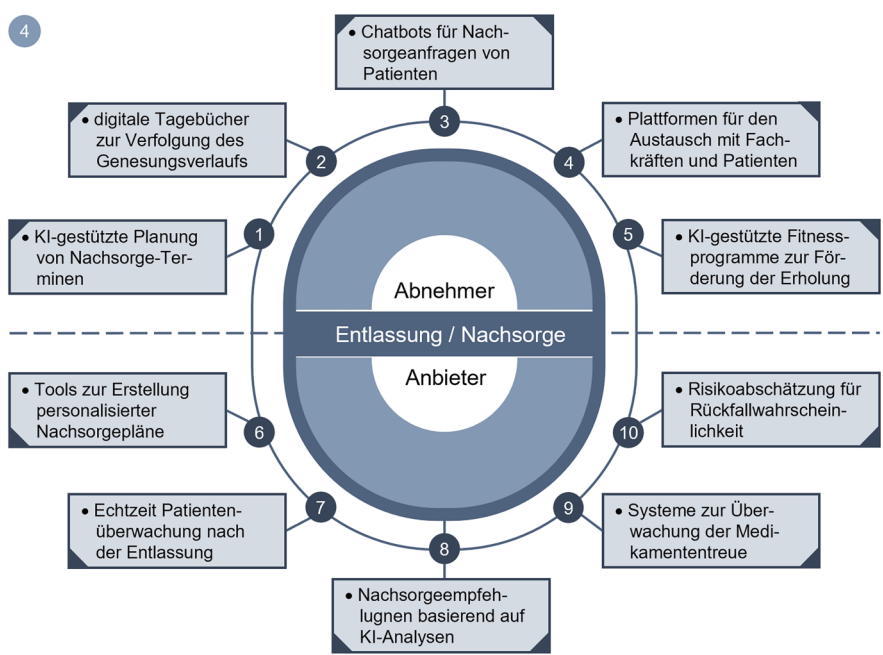 4
• Chatbots für Nach-
sorgeanfragen von
Patienten
• digitale Tagebücher
zur Verfolgung des
Genesungsverlaufs
• Plattformen für den
Austausch mit Fach-
kräften und Patienten
3
2
4
• KI-gestützte Planung
von Nachsorge-Ter-
minen
1
5
• KI-gestützte Fitness-
programme zur För-
derung der Erholung
Abnehmer
Entlassung / Nachsorge
Anbieter
• Tools zur Erstellung
personalisierter
Nachsorgepläne
6
10
• Risikoabschätzung für
Rückfallwahrschein-
lichkeit
• Echtzeit Patienten-
überwachung nach
der Entlassung
7
9
• Systeme zur Über-
wachung der Medi-
kamententreue
8
• Nachsorgeempfeh-
lugnen basierend auf
KI-Analysen